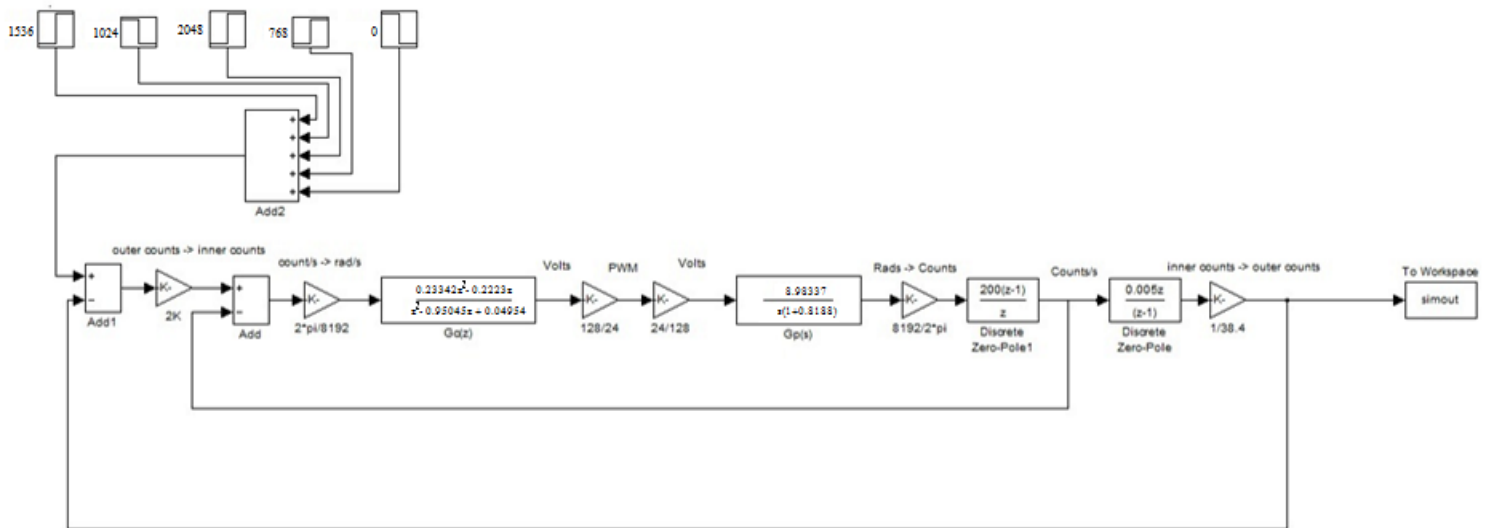 1536
1024
2048
768
0
+
+
+
+
+
Add2
outer counts -> inner counts
count/s -> rad/s
Volts
PWM
Volts
Rads -> Counts
Counts/s
inner counts -> outer counts
To Workspace
+
−
Add1
K-
2K
+
−
Add
K-
2*pi/8192
0.23342z²- 0.2223z
z²- 0.95045z + 0.04954
Gc(z)
K-
128/24
K-
24/128
8.98337
s(1+0.818s)
Gp(s)
K-
8192/2*pi
200(z-1)
z
Discrete
Zero-Pole1
0.005z
(z-1)
Discrete
Zero-Pole
K-
1/38.4
simout